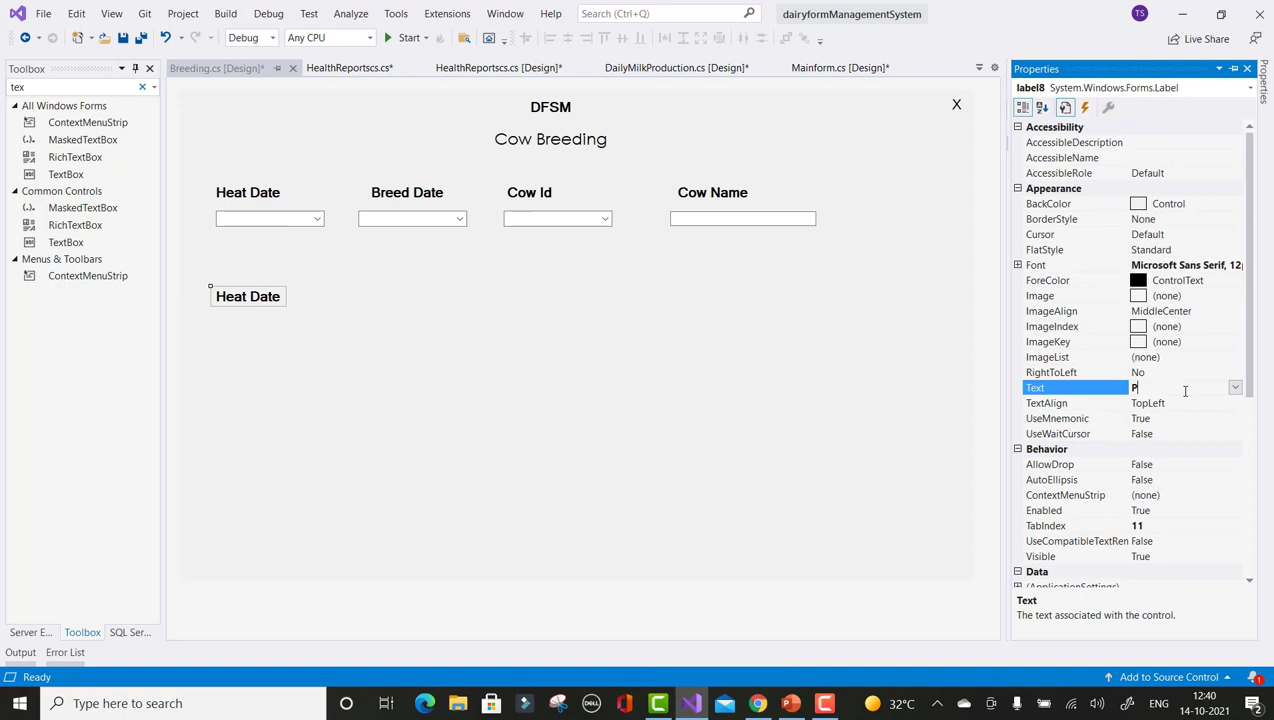 File Edit View Git Project Build Debug Test Analyze Tools Extensions Window Help Search (Ctrl+Q) dairyformManagementSystem TS
Debug Any CPU Start Live Share
Toolbox Breeding.cs [Design]* HealthReportscs.cs* HealthReportscs.cs [Design]* DailyMilkProduction.cs [Design]* Mainform.cs [Design]* Properties Properties
tex label8 System.Windows.Forms.Label
All Windows Forms
ContextMenuStrip
MaskedTextBox
RichTextBox
TextBox
Common Controls
MaskedTextBox
RichTextBox
TextBox
Menus & Toolbars
ContextMenuStrip
DFSM X
Cow Breeding
Heat Date Breed Date Cow Id Cow Name
Heat Date
Accessibility
AccessibleDescription
AccessibleName
AccessibleRole Default
Appearance
BackColor Control
BorderStyle None
Cursor Default
FlatStyle Standard
Font Microsoft Sans Serif, 12p
ForeColor ControlText
Image (none)
ImageAlign MiddleCenter
ImageIndex (none)
ImageKey (none)
ImageList (none)
RightToLeft No
Text P
TextAlign TopLeft
UseMnemonic True
UseWaitCursor False
Behavior
AllowDrop False
AutoEllipsis False
ContextMenuStrip (none)
Enabled True
TabIndex 11
UseCompatibleTextRen False
Visible True
Data
(ApplicationSettings)
Text
The text associated with the control.
Server E... Toolbox SQL Ser...
Output Error List
Ready Add to Source Control 1
Type here to search DELL 32°C ENG 12:40
14-10-2021 2